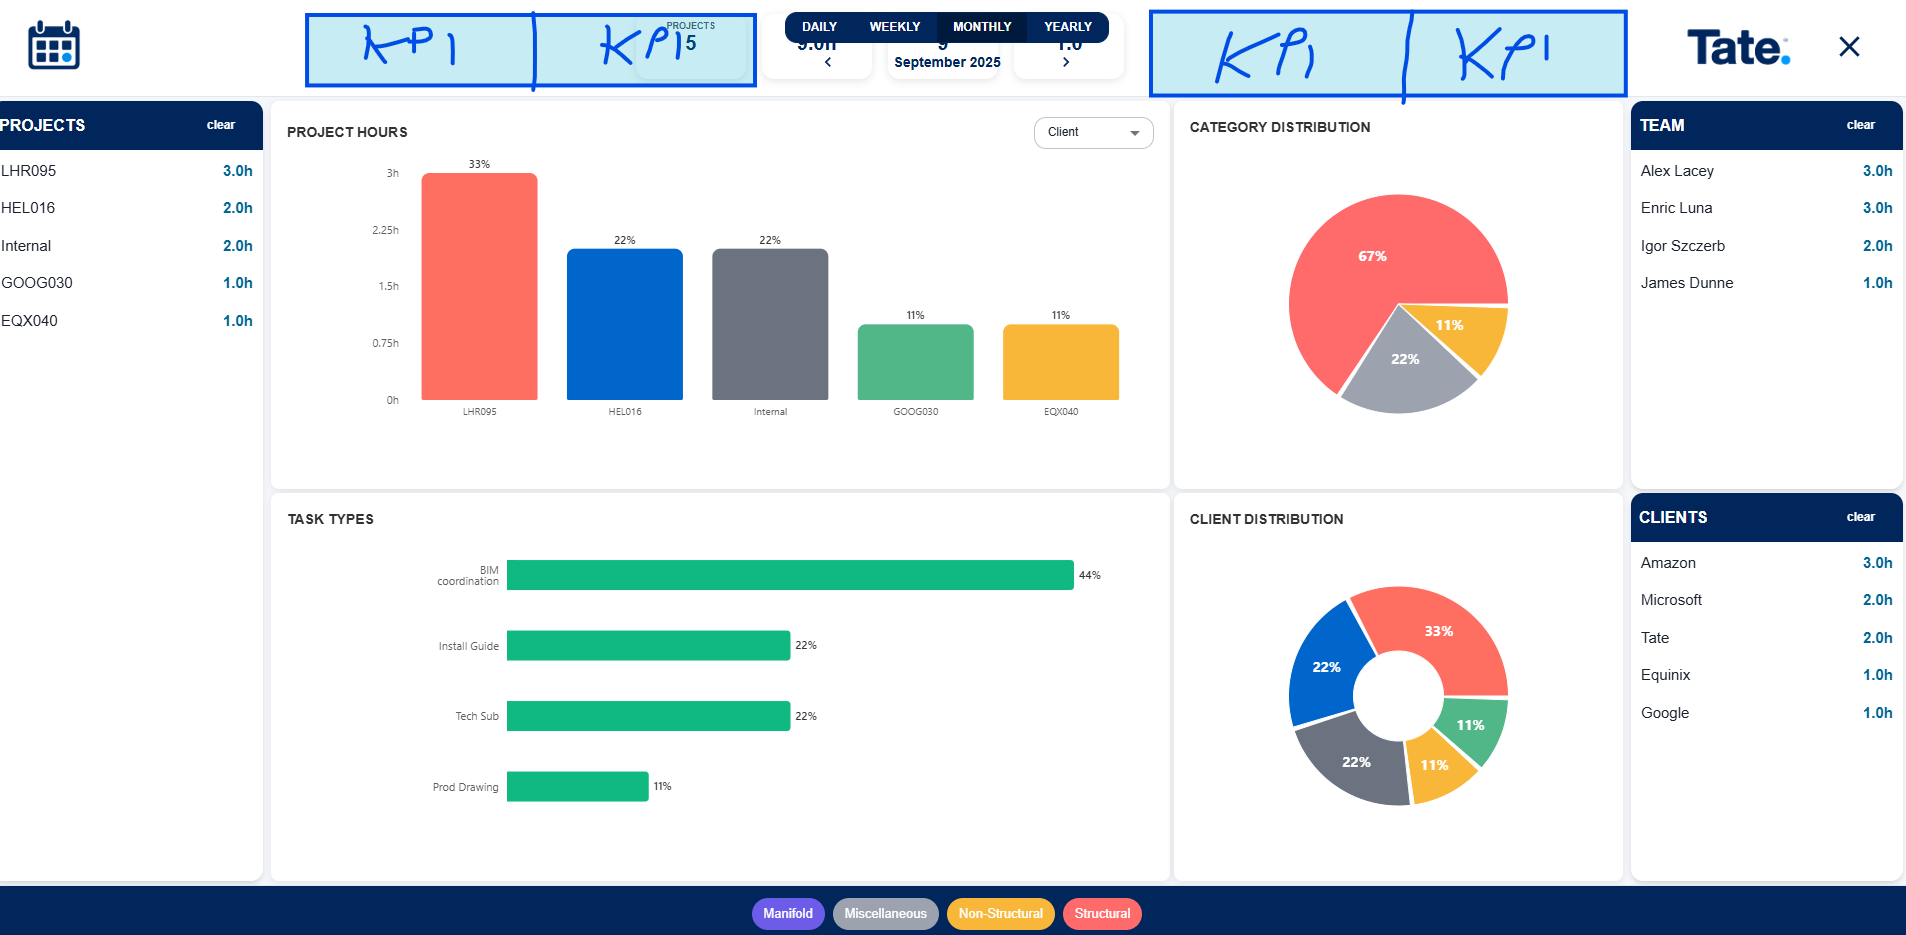 KPI KPI PROJECTS 5 DAILY WEEKLY MONTHLY YEARLY KPI KPI Tate.
9.0h 9 1.0
< September 2025 >
PROJECTS clear
LHR095 3.0h
HEL016 2.0h
Internal 2.0h
GOOG030 1.0h
EQX040 1.0h
PROJECT HOURS Client
33%
3h
22% 22%
2.25h
1.5h
11% 11%
0.75h
0h
LHR095 HEL016 Internal GOOG030 EQX040
CATEGORY DISTRIBUTION
67%
11%
22%
TEAM clear
Alex Lacey 3.0h
Enric Luna 3.0h
Igor Szczerb 2.0h
James Dunne 1.0h
TASK TYPES
BIM
coordination 44%
Install Guide 22%
Tech Sub 22%
Prod Drawing 11%
CLIENT DISTRIBUTION
33%
22%
11%
22% 11%
CLIENTS clear
Amazon 3.0h
Microsoft 2.0h
Tate 2.0h
Equinix 1.0h
Google 1.0h
Manifold Miscellaneous Non-Structural Structural